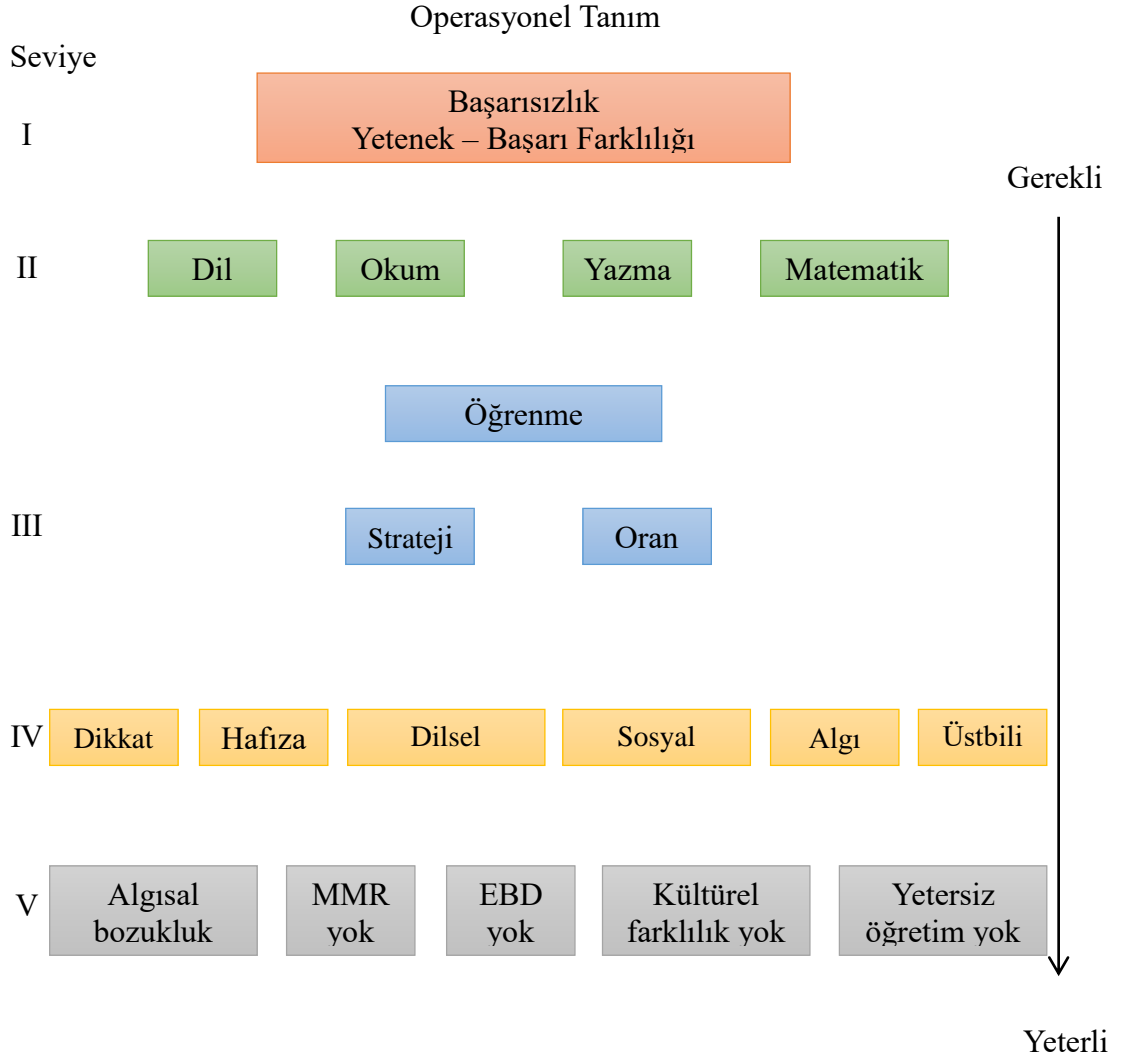 Operasyonel Tanım
Seviye
I
Başarısızlık
Yetenek – Başarı Farklılığı
Gerekli
II
Dil
Okum
Yazma
Matematik
Öğrenme
III
Strateji
Oran
IV
Dikkat
Hafıza
Dilsel
Sosyal
Algı
Üstbili
V
Algısal
bozukluk
MMR
yok
EBD
yok
Kültürel
farklılık yok
Yetersiz
öğretim yok
Yeterli